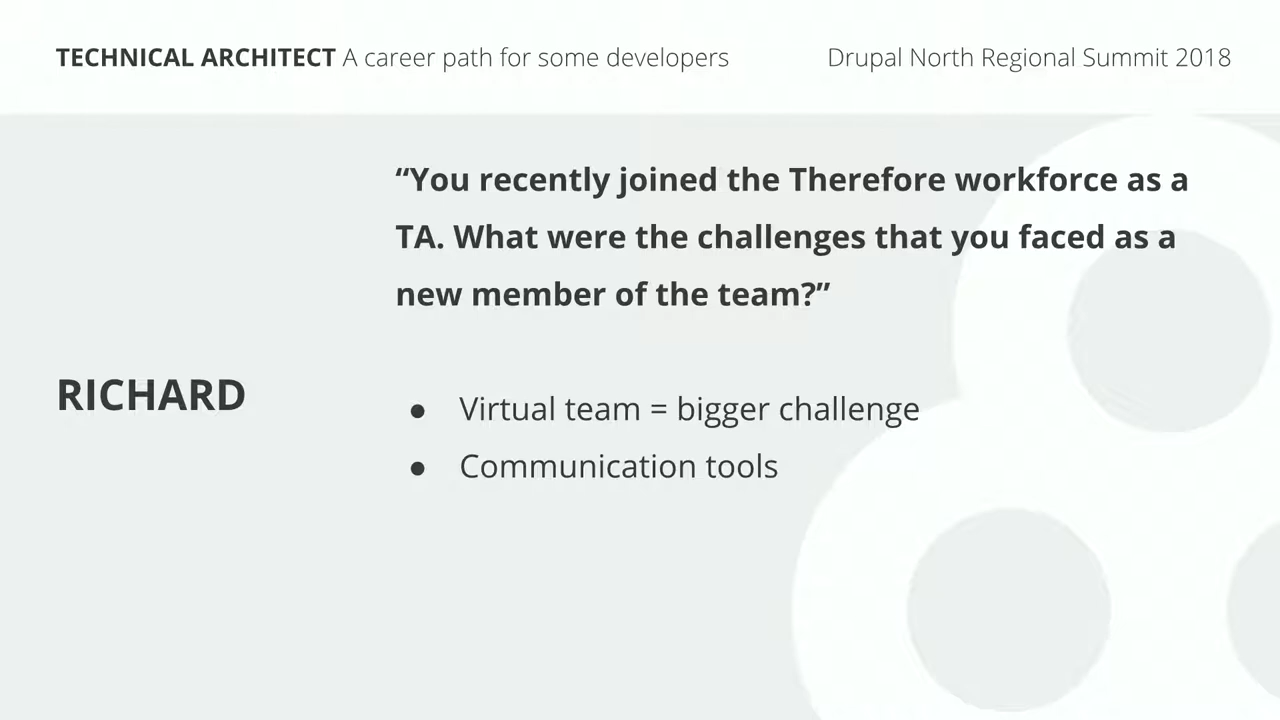 TECHNICAL ARCHITECT A career path for some developers
Drupal North Regional Summit 2018
“You recently joined the Therefore workforce as a
TA. What were the challenges that you faced as a
new member of the team?”
RICHARD
● Virtual team = bigger challenge
● Communication tools